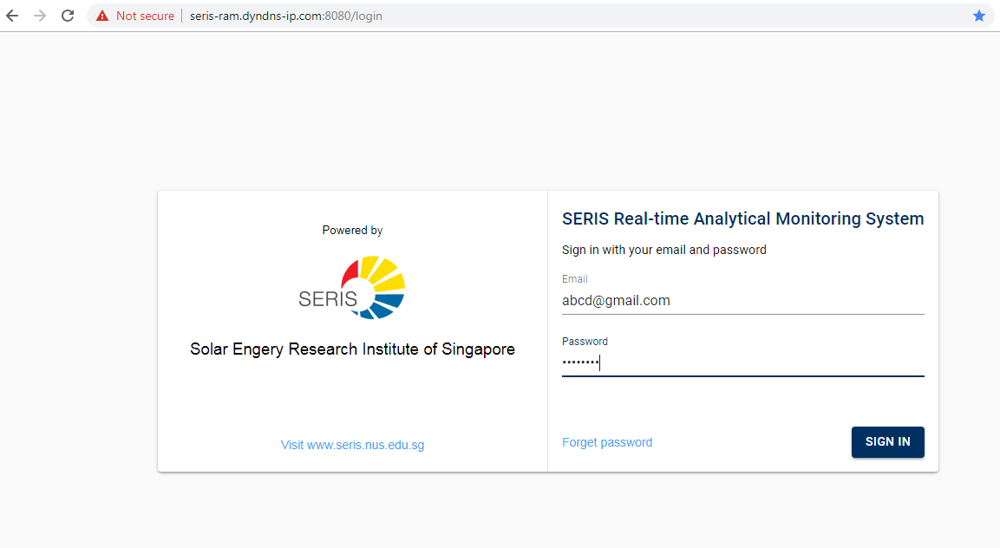 Not secure | seris-ram.dyndns-ip.com:8080/login
Powered by
SERIS
Solar Engery Research Institute of Singapore
Visit www.seris.nus.edu.sg
SERIS Real-time Analytical Monitoring System
Sign in with your email and password
Email
abcd@gmail.com
Password
••••••••
Forget password
SIGN IN